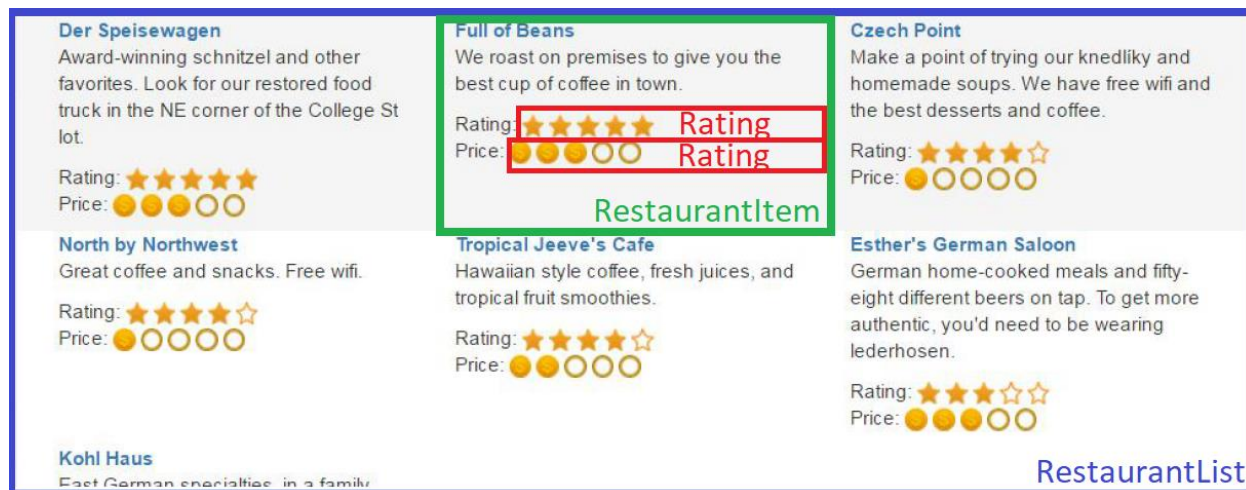 Der Speisewagen
Award-winning schnitzel and other
favorites. Look for our restored food
truck in the NE corner of the College St
lot.
Rating:
Price:
Full of Beans
We roast on premises to give you the
best cup of coffee in town.
Rating: Rating
Price: Rating
RestaurantItem
Czech Point
Make a point of trying our knedlíky and
homemade soups. We have free wifi and
the best desserts and coffee.
Rating:
Price:
North by Northwest
Great coffee and snacks. Free wifi.
Rating:
Price:
Tropical Jeeve's Cafe
Hawaiian style coffee, fresh juices, and
tropical fruit smoothies.
Rating:
Price:
Esther's German Saloon
German home-cooked meals and fifty-
eight different beers on tap. To get more
authentic, you'd need to be wearing
lederhosen.
Rating:
Price:
Kohl Haus
East German specialties, in a family
RestaurantList